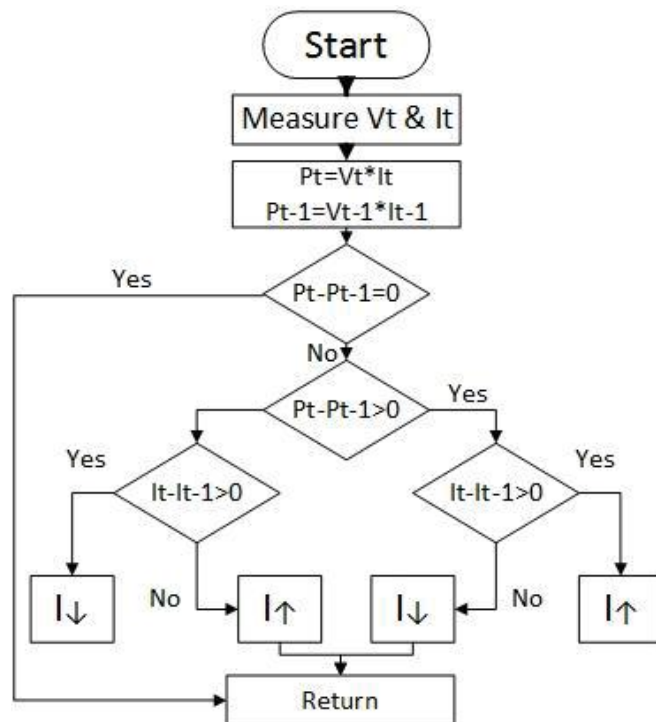 Start
Measure Vt & It
Pt=Vt*It
Pt-1=Vt-1*It-1
Yes
Pt-Pt-1=0
No
Pt-Pt-1>0
Yes
Yes
It-It-1>0
It-It-1>0
Yes
I↓
No
I↑
I↓
No
I↑
Return